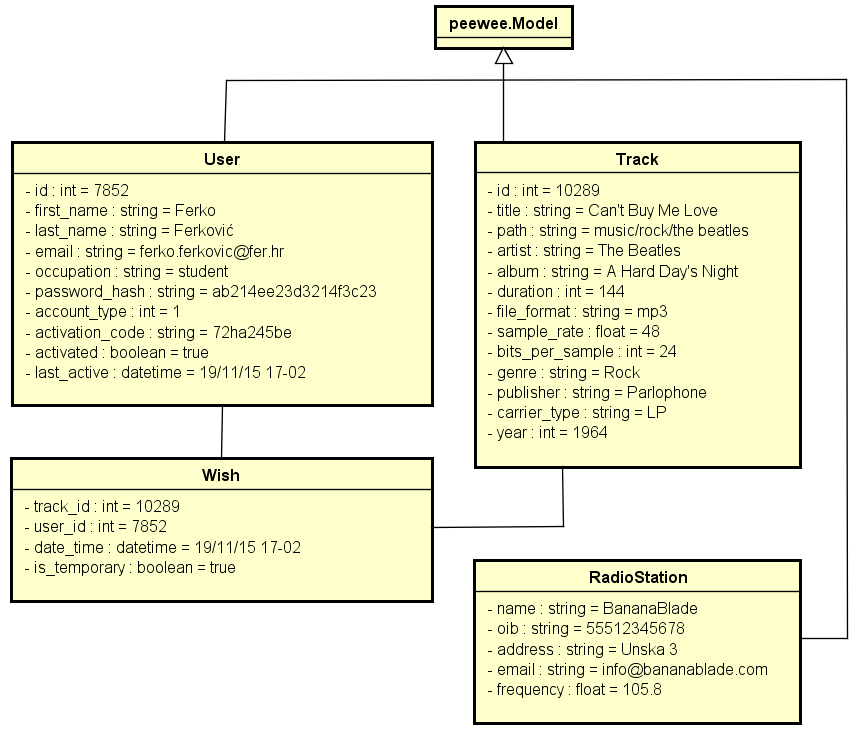 peewee.Model
User
- id : int = 7852
- first_name : string = Ferko
- last_name : string = Ferković
- email : string = ferko.ferkovic@fer.hr
- occupation : string = student
- password_hash : string = ab214ee23d3214f3c23
- account_type : int = 1
- activation_code : string = 72ha245be
- activated : boolean = true
- last_active : datetime = 19/11/15 17-02
Track
- id : int = 10289
- title : string = Can't Buy Me Love
- path : string = music/rock/the beatles
- artist : string = The Beatles
- album : string = A Hard Day's Night
- duration : int = 144
- file_format : string = mp3
- sample_rate : float = 48
- bits_per_sample : int = 24
- genre : string = Rock
- publisher : string = Parlophone
- carrier_type : string = LP
- year : int = 1964
Wish
- track_id : int = 10289
- user_id : int = 7852
- date_time : datetime = 19/11/15 17-02
- is_temporary : boolean = true
RadioStation
- name : string = BananaBlade
- oib : string = 55512345678
- address : string = Unska 3
- email : string = info@bananablade.com
- frequency : float = 105.8